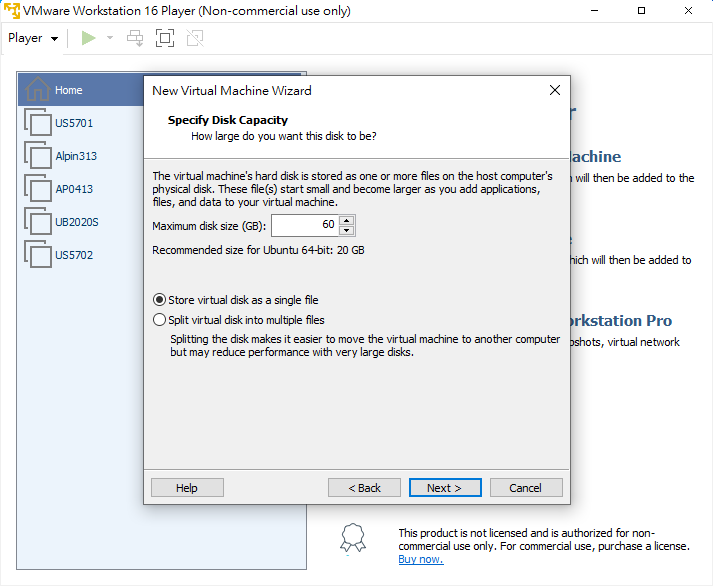 VMware Workstation 16 Player (Non-commercial use only)
Player
Home
US5701
Alpin313
AP0413
UB2020S
US5702
New Virtual Machine Wizard
Specify Disk Capacity
How large do you want this disk to be?
The virtual machine's hard disk is stored as one or more files on the host computer's
physical disk. These file(s) start small and become larger as you add applications,
files, and data to your virtual machine.
Maximum disk size (GB): 60
Recommended size for Ubuntu 64-bit: 20 GB
Store virtual disk as a single file
Split virtual disk into multiple files
Splitting the disk makes it easier to move the virtual machine to another computer
but may reduce performance with very large disks.
Help
< Back
Next >
Cancel
achine
will then be added to the
hich will then be added to
orkstation Pro
pshots, virtual network
This product is not licensed and is authorized for non-
commercial use only. For commercial use, purchase a license.
Buy now.